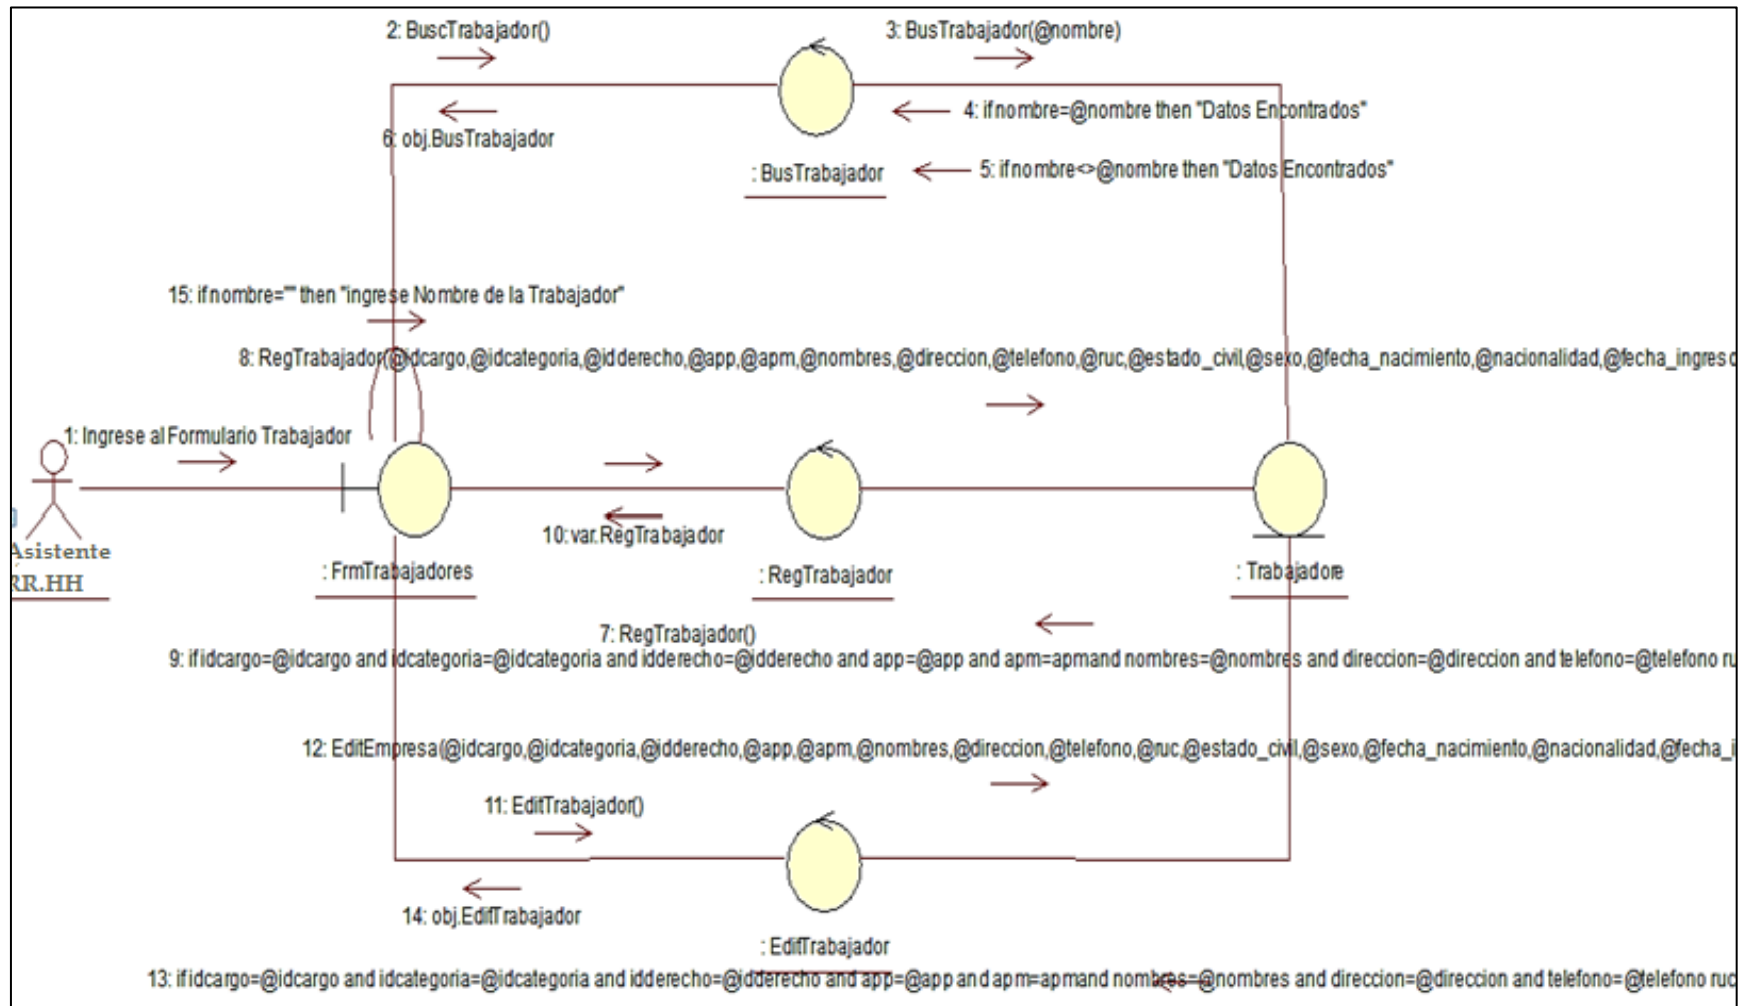 2: BuscTrabajador()
3: BusTrabajador(@nombre)
4: if nombre=@nombre then "Datos Encontrados"
6: obj.BusTrabajador
: BusTrabajador
5: if nombre<>@nombre then "Datos Encontrados"
15: if nombre="" then "ingrese Nombre de la Trabajador"
8: RegTrabajador(@idcargo,@idcategoria,@idderecho,@app,@apm,@nombres,@direccion,@telefono,@ruc,@estado_civil,@sexo,@fecha_nacimiento,@nacionalidad,@fecha_ingreso
1: Ingrese al Formulario Trabajador
10: var.RegTrabajador
Asistente
RR.HH
: FrmTrabajadores
: RegTrabajador
: Trabajadore
7: RegTrabajador()
9: if idcargo=@idcargo and idcategoria=@idcategoria and idderecho=@idderecho and app=@app and apm=apmand nombres=@nombres and direccion=@direccion and telefono=@telefono ru
12: EditEmpresa(@idcargo,@idcategoria,@idderecho,@app,@apm,@nombres,@direccion,@telefono,@ruc,@estado_civil,@sexo,@fecha_nacimiento,@nacionalidad,@fecha_i
11: EditTrabajador()
14: obj.EditTrabajador
: EditTrabajador
13: if idcargo=@idcargo and idcategoria=@idcategoria and idderecho=@idderecho and app=@app and apm=apmand nombres=@nombres and direccion=@direccion and telefono=@telefono ruc